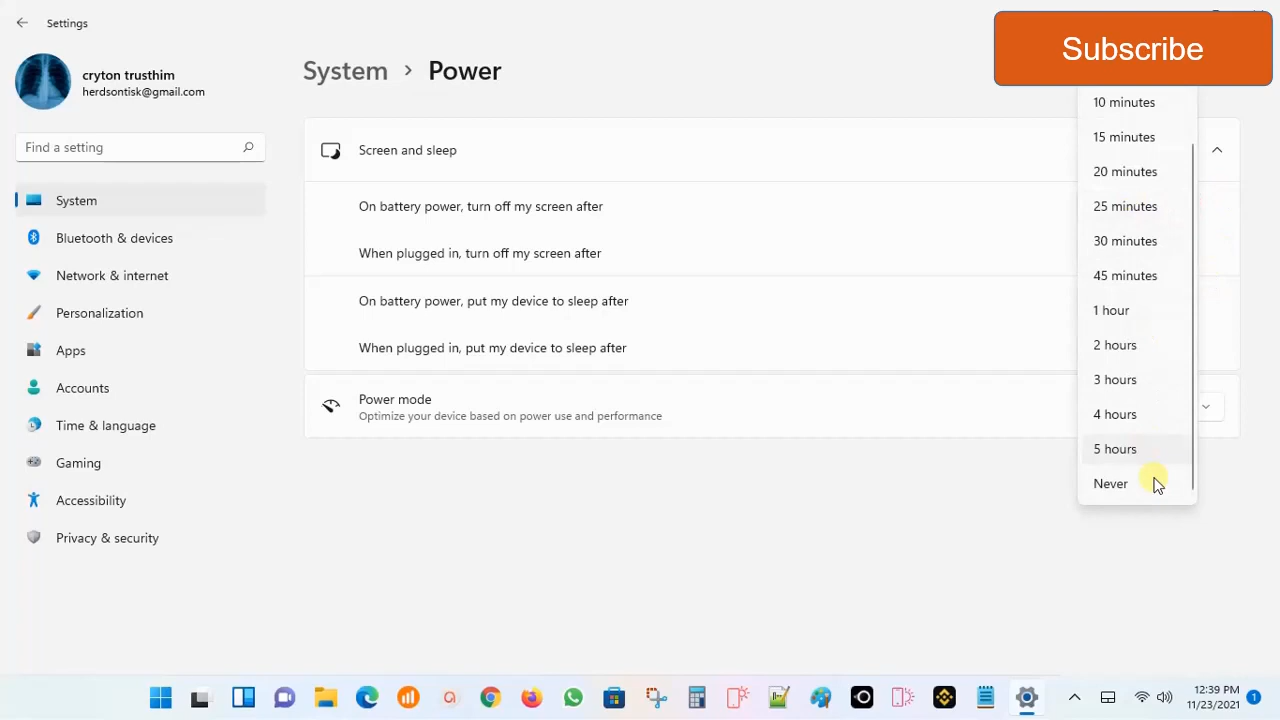 Settings
Subscribe
cryton trusthim
herdsontisk@gmail.com
System > Power
Find a setting
System
Bluetooth & devices
Network & internet
Personalization
Apps
Accounts
Time & language
Gaming
Accessibility
Privacy & security
Screen and sleep
On battery power, turn off my screen after
When plugged in, turn off my screen after
On battery power, put my device to sleep after
When plugged in, put my device to sleep after
Power mode
Optimize your device based on power use and performance
10 minutes
15 minutes
20 minutes
25 minutes
30 minutes
45 minutes
1 hour
2 hours
3 hours
4 hours
5 hours
Never
12:39 PM
11/23/2021
1